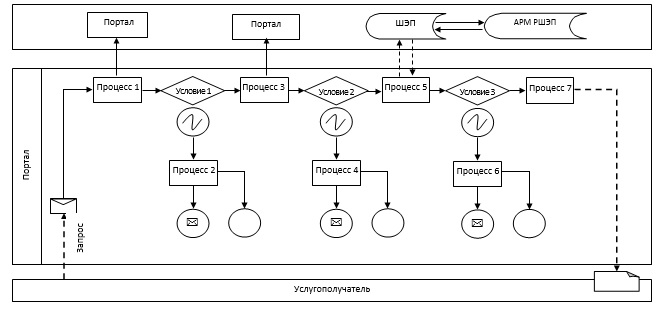 Портал
Портал
ШЭП
АРМ РШЭП
Портал
Процесс 1
Условие 1
Процесс 3
Условие 2
Процесс 5
Условие 3
Процесс 7
Процесс 2
Процесс 4
Процесс 6
Запрос
Услугополучатель